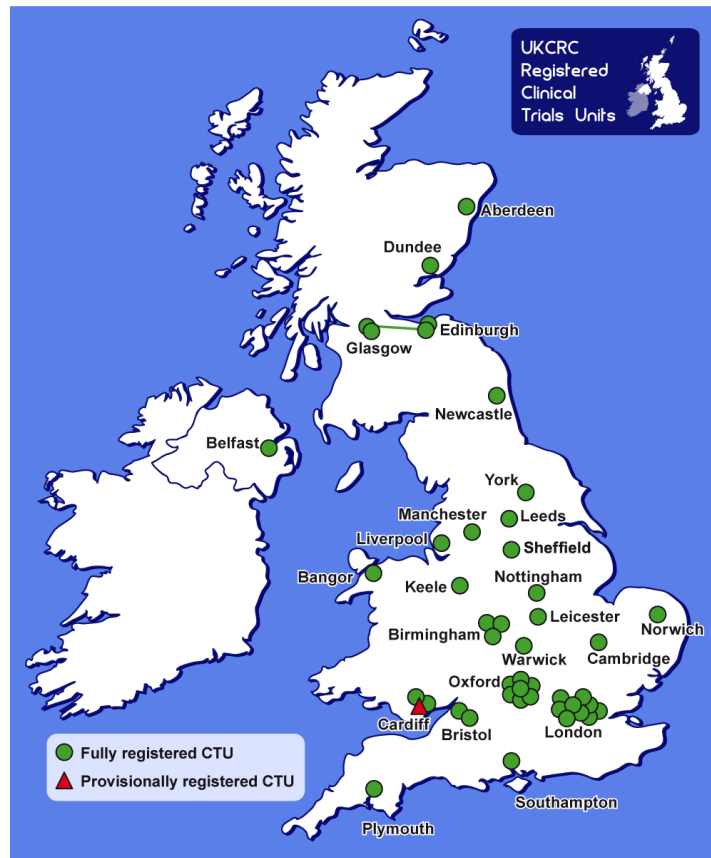 UKCRC
Registered
Clinical
Trials Units
Aberdeen
Dundee
Edinburgh
Glasgow
Newcastle
Belfast
York
Manchester
Leeds
Liverpool
Sheffield
Bangor
Keele
Nottingham
Leicester
Norwich
Birmingham
Warwick
Cambridge
Oxford
Cardiff
Bristol
London
Fully registered CTU
Provisionally registered CTU
Southampton
Plymouth